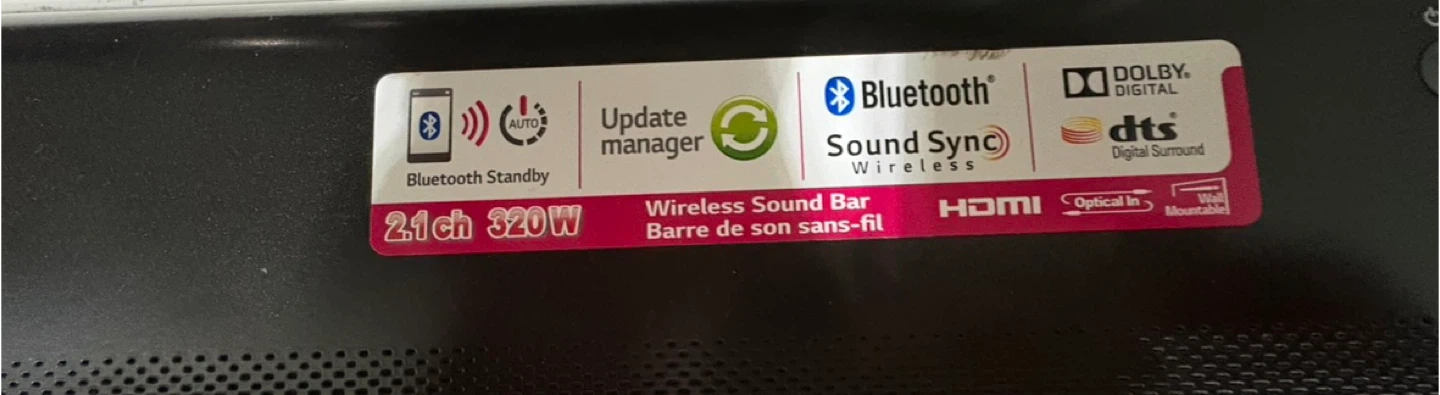 AUTO
Bluetooth Standby
Update
manager
Bluetooth®
Sound Sync
Wireless
DOLBY®
DIGITAL
dts®
Digital Surround
2.1ch 320W
Wireless Sound Bar
Barre de son sans-fil
HDMI
Optical In
Wall
Mountable